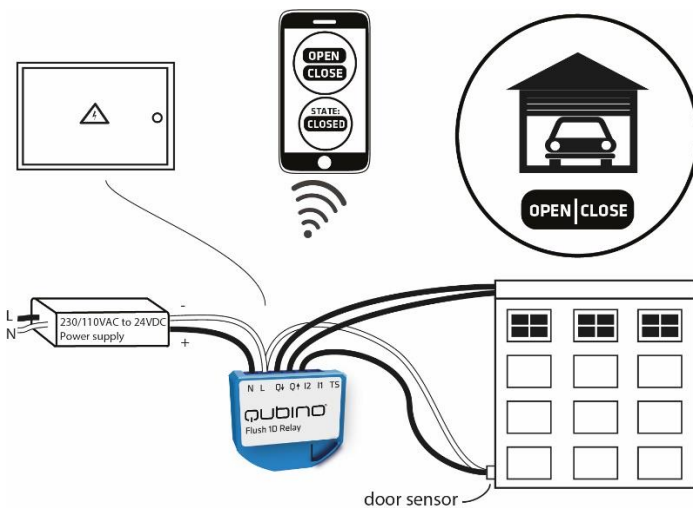 OPEN
CLOSE
STATE:
CLOSED
OPEN|CLOSE
L
N
230/110VAC to 24VDC
Power supply
-
+
N L Q↓ Q↑ I2 I1 TS
QUBINO
Flush 1D Relay
door sensor